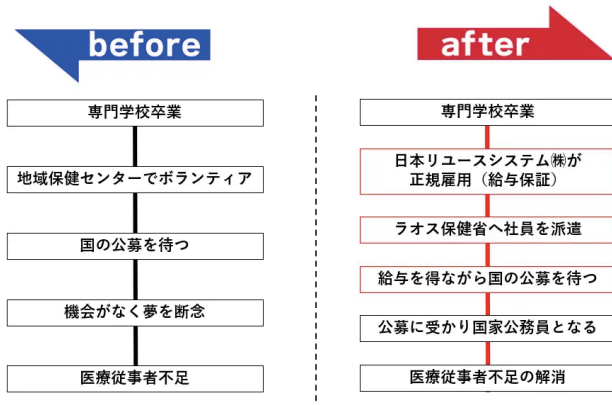 before
専門学校卒業
地域保健センターでボランティア
国の公募を待つ
機会がなく夢を断念
医療従事者不足
after
専門学校卒業
日本リユースシステム㈱が
正規雇用（給与保証）
ラオス保健省へ社員を派遣
給与を得ながら国の公募を待つ
公募に受かり国家公務員となる
医療従事者不足の解消